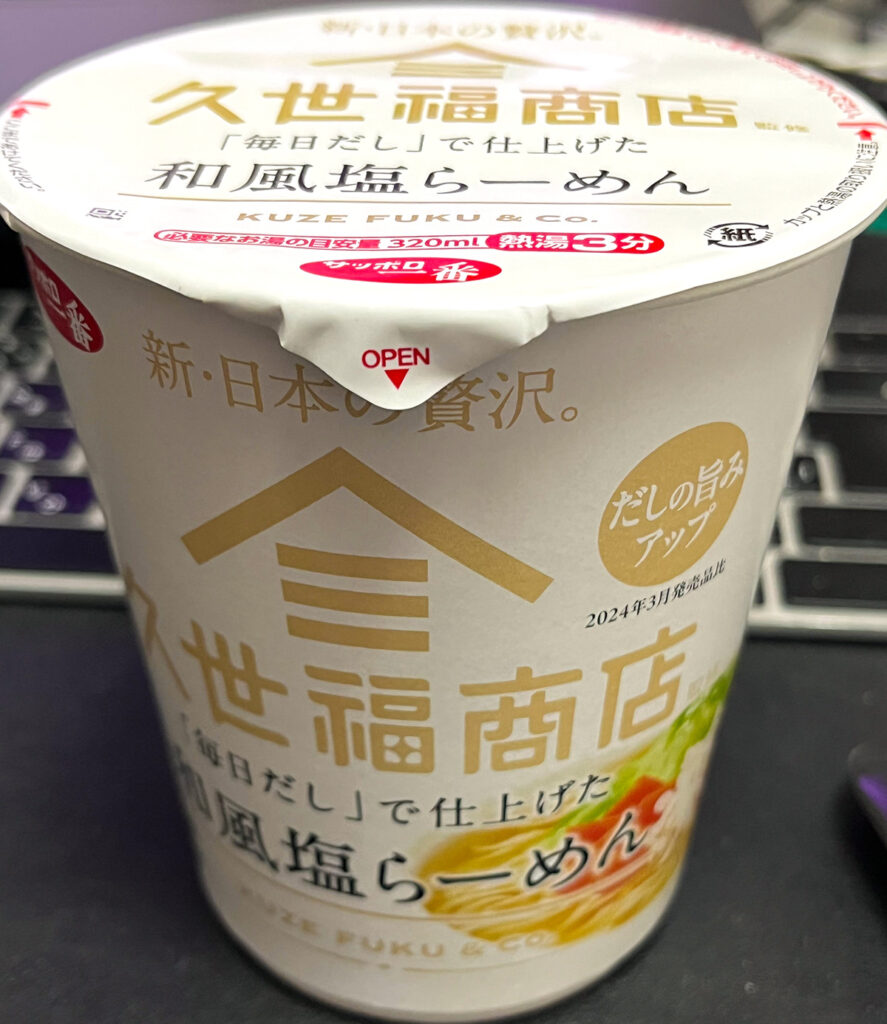 新・日本の贅沢。
久世福商店 監修
「毎日だし」で仕上げた
和風塩らーめん
KUZE FUKU & Co.
必要なお湯の目安量 320ml 熱湯3分
サッポロ一番
紙
OPEN
一番
新・日本の贅沢。
だしの旨み
アップ
2024年3月発売品比
久世福商店
「毎日だし」で仕上げた
和風塩らーめん
KUZE FUKU & Co.